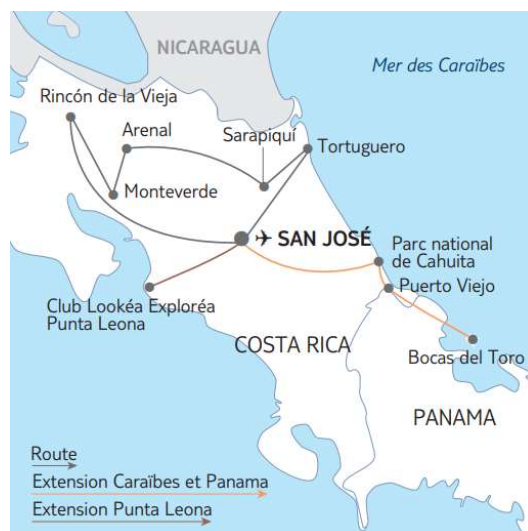 NICARAGUA
Mer des Caraïbes
Rincón de la Vieja
Arenal
Sarapiquí
Tortuguero
Monteverde
SAN JOSÉ
Parc national
de Cahuita
Puerto Viejo
Club Lookéa Exploréa
Punta Leona
COSTA RICA
Bocas del Toro
PANAMA
Route
Extension Caraïbes et Panama
Extension Punta Leona